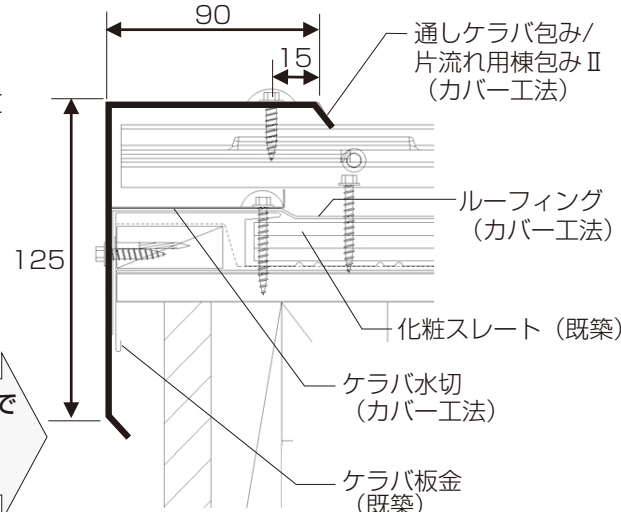 90
15
通しケラバ包み/
片流れ用棟包みⅡ
（カバー工法）
ルーフィング
（カバー工法）
125
化粧スレート（既築）
で
ケラバ水切
（カバー工法）
ケラバ板金
（既築）